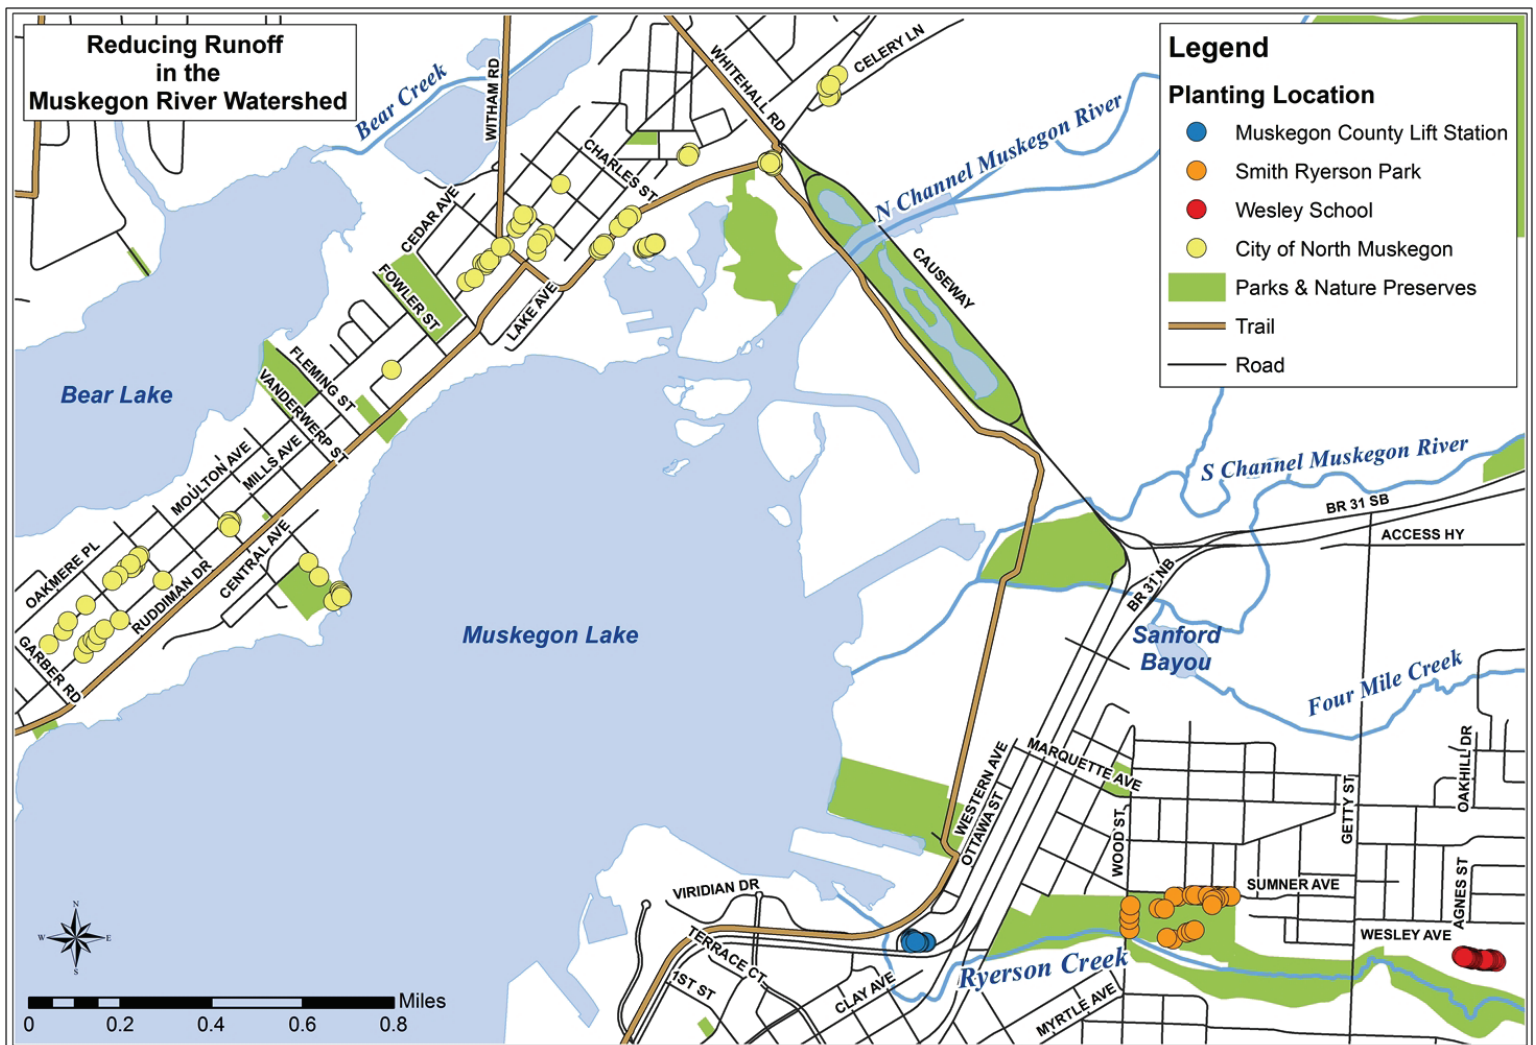 Reducing Runoff
in the
Muskegon River Watershed
Legend
Planting Location
Muskegon County Lift Station
Smith Ryerson Park
Wesley School
City of North Muskegon
Parks & Nature Preserves
Trail
Road
Bear Creek
WITHAM RD
WHITEHALL RD
CELERY LN
N Channel Muskegon River
CHARLES ST
CEDAR AVE
FOWLER ST
LAKE AVE
CAUSEWAY
Bear Lake
FLEMING ST
VANDERWERP ST
MOULTON AVE
MILLS AVE
S Channel Muskegon River
BR 31 SB
ACCESS HY
OAKMERE PL
CENTRAL AVE
RUDDIMAN DR
GARBER RD
BR 31 NB
Muskegon Lake
Sanford
Bayou
Four Mile Creek
MARQUETTE AVE
WESTERN AVE
OTTAWA ST
WOOD ST
GETTY ST
OAKHILL DR
VIRIDIAN DR
SUMNER AVE
AGNES ST
WESLEY AVE
TERRACE CT
1ST ST
CLAY AVE
Ryerson Creek
MYRTLE AVE
N
W
E
S
Miles
0 0.2 0.4 0.6 0.8